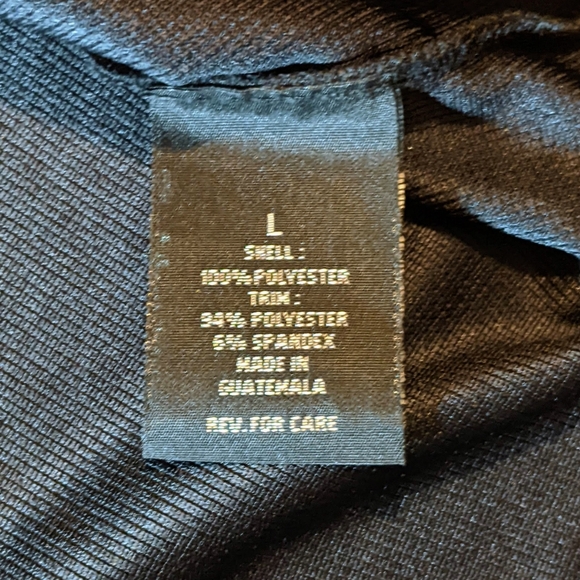 L
SHELL :
100% POLYESTER
TRIM :
94% POLYESTER
6% SPANDEX
MADE IN
GUATEMALA
REV. FOR CARE